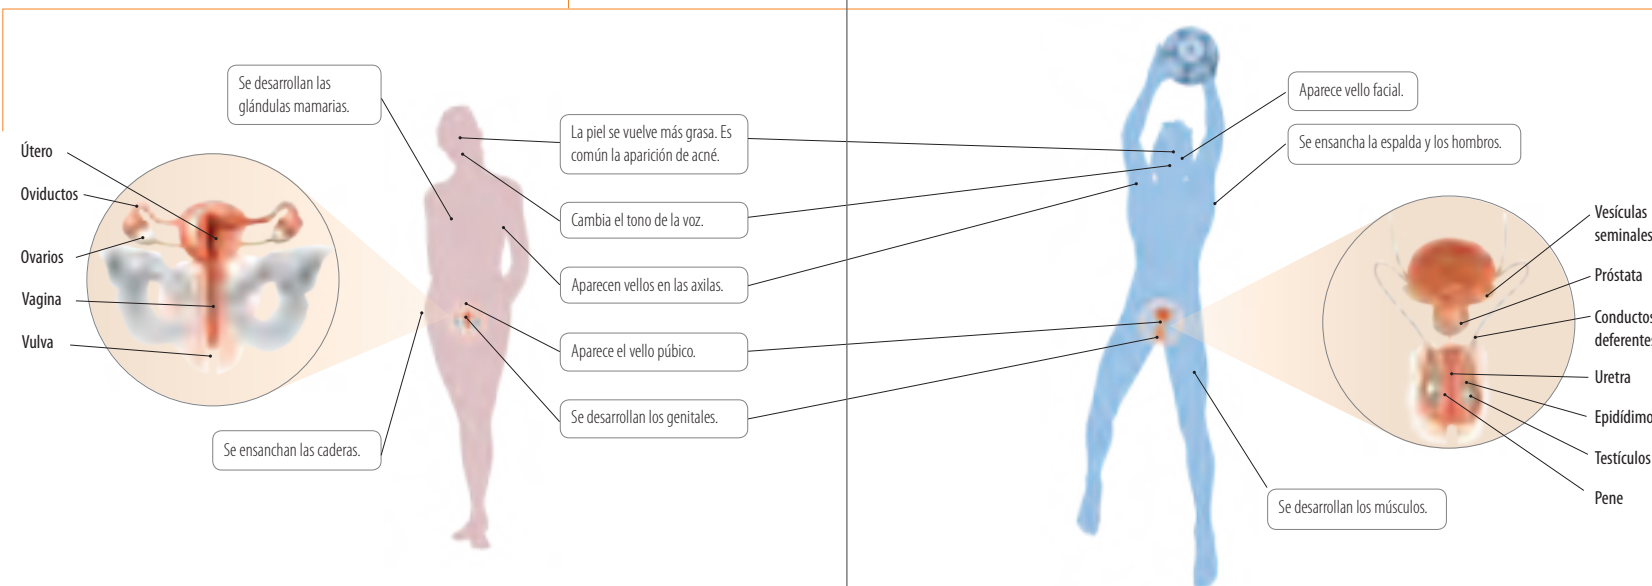 Se desarrollan las
glándulas mamarias.
Útero
Oviductos
Ovarios
Vagina
Vulva
Se ensanchan las caderas.
La piel se vuelve más grasa. Es
común la aparición de acné.
Cambia el tono de la voz.
Aparecen vellos en las axilas.
Aparece el vello púbico.
Se desarrollan los genitales.
Aparece vello facial.
Se ensancha la espalda y los hombros.
Se desarrollan los músculos.
Vesículas
seminales
Próstata
Conductos
deferentes
Uretra
Epidídimo
Testículos
Pene